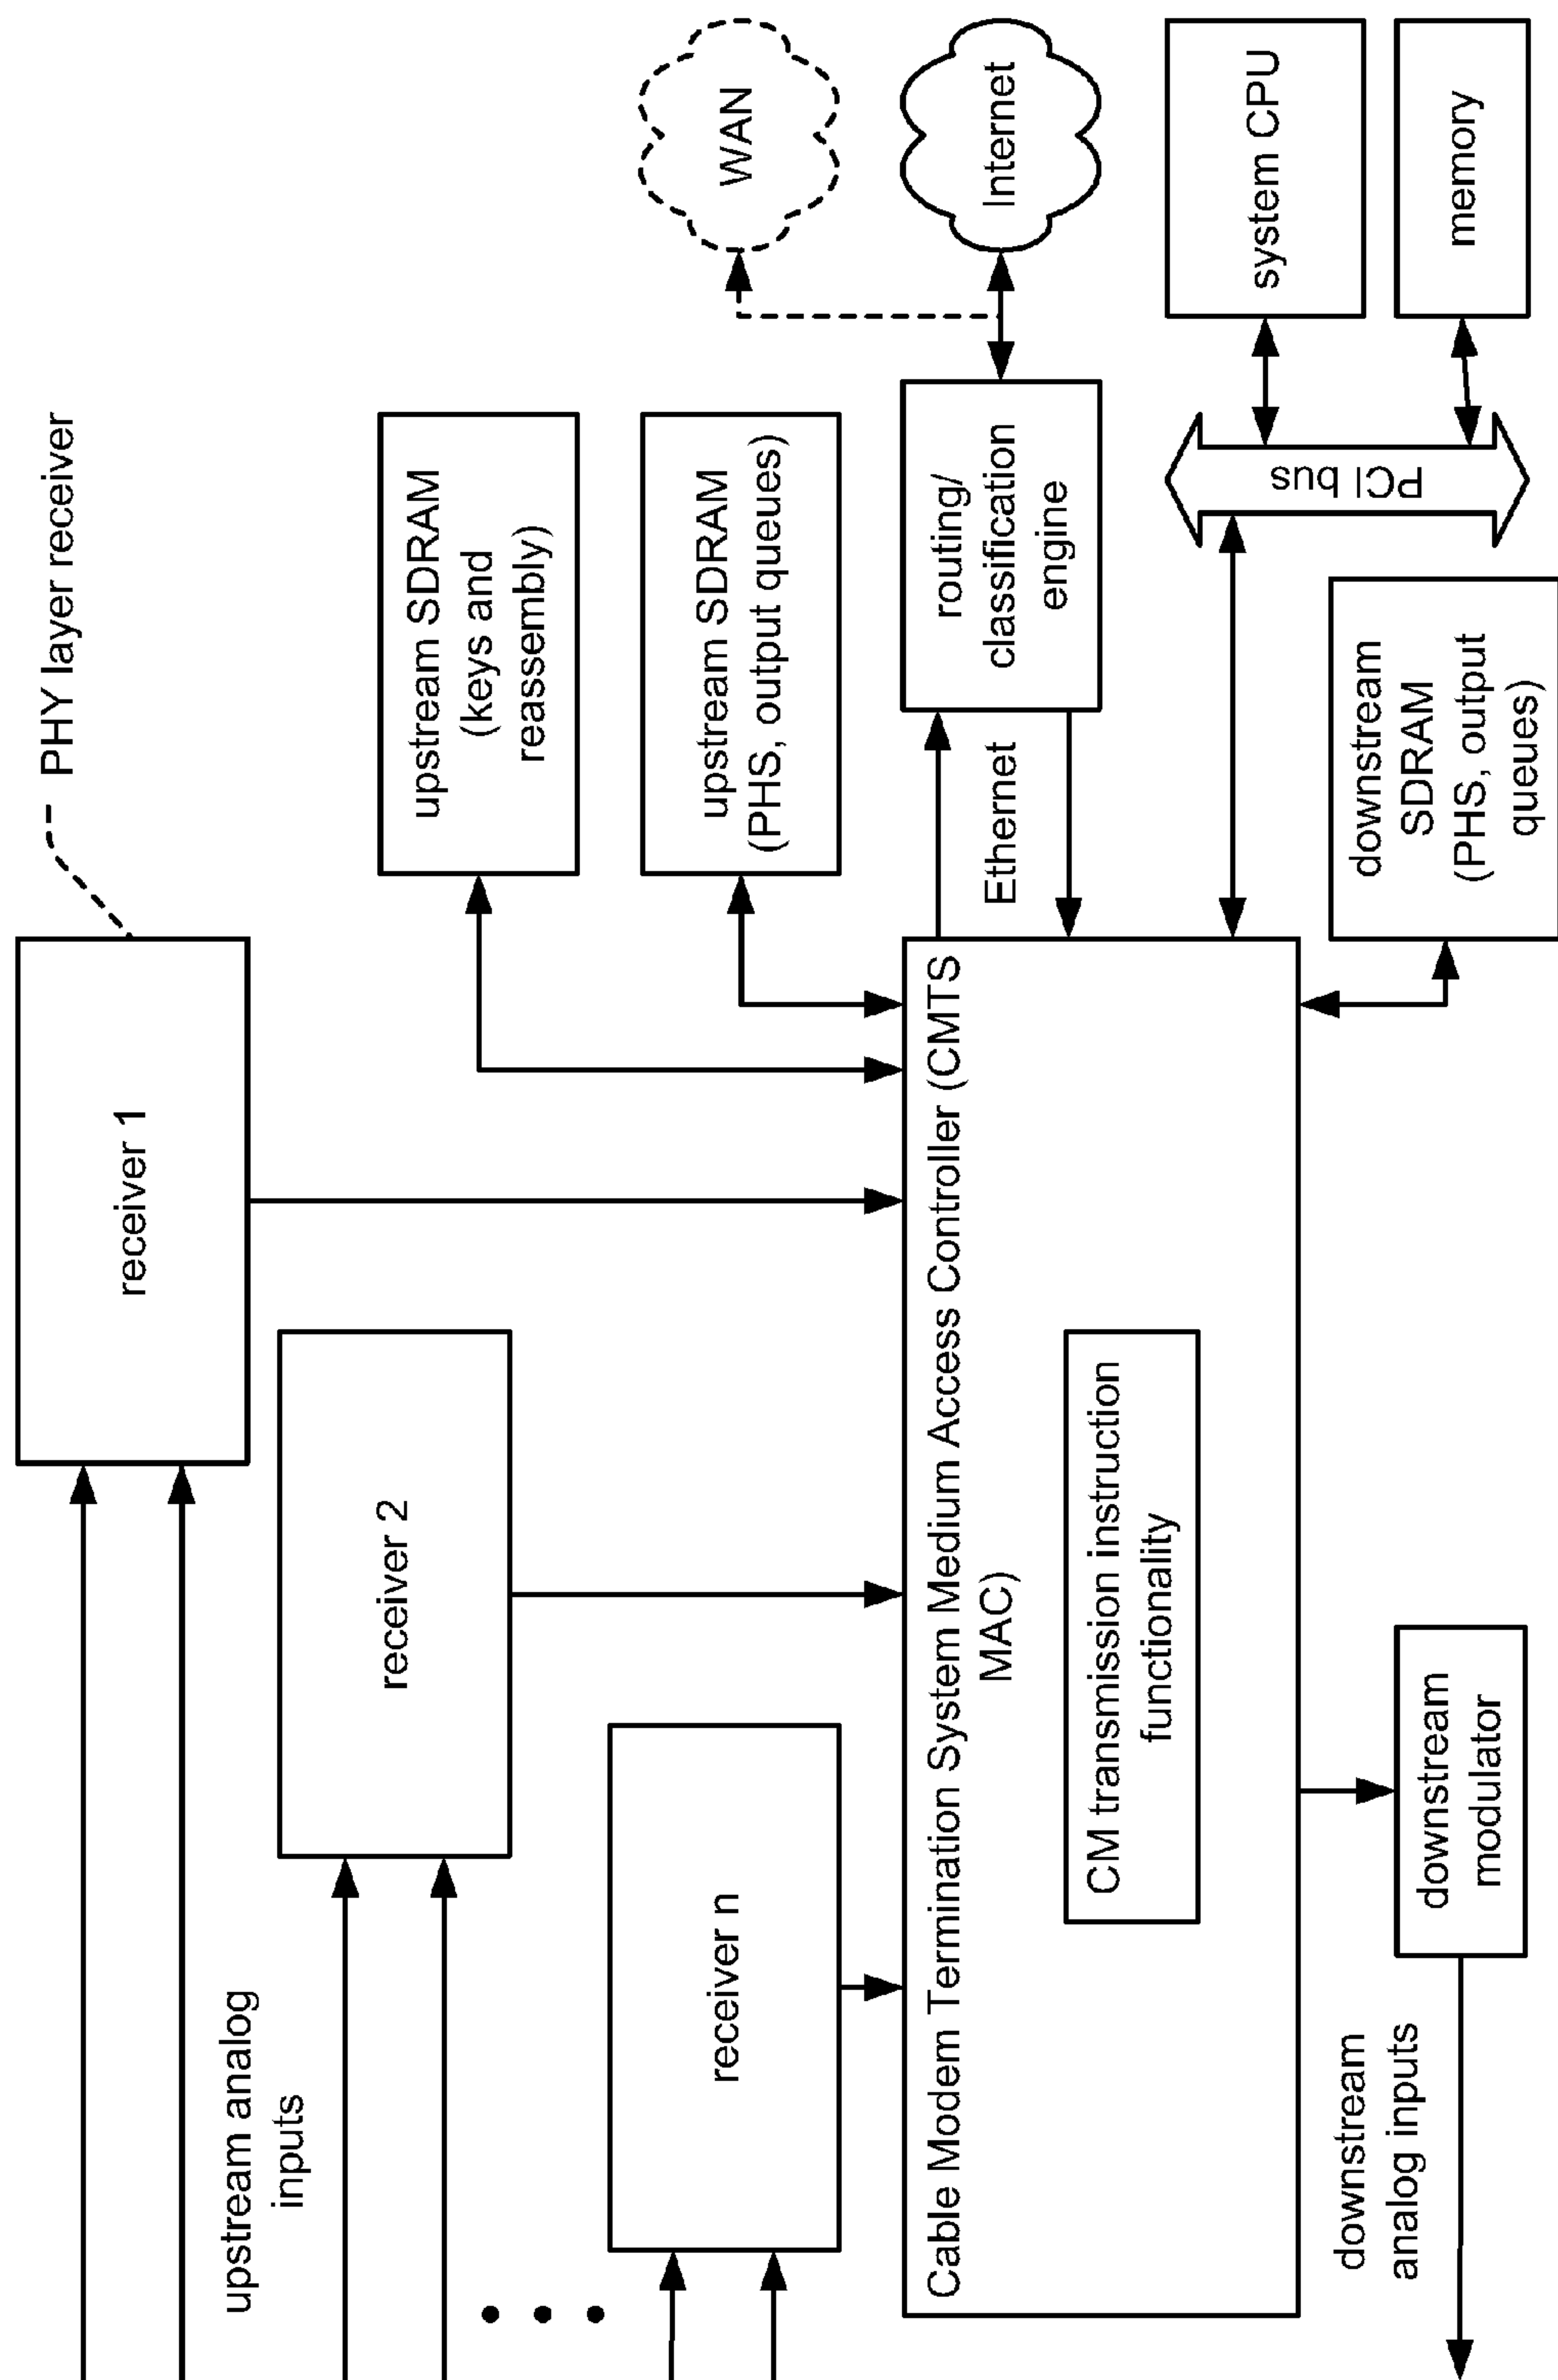 PHY layer receiver
receiver 1
upstream analog
inputs
receiver 2
receiver n
upstream SDRAM
(keys and
reassembly)
upstream SDRAM
(PHS, output queues)
WAN
Internet
routing/
classification
engine
Ethernet
Cable Modem Termination System Medium Access Controller (CMTS
MAC)
CM transmission instruction
functionality
system CPU
memory
PCI bus
downstream
SDRAM
(PHS, output
queues)
downstream
modulator
downstream
analog inputs